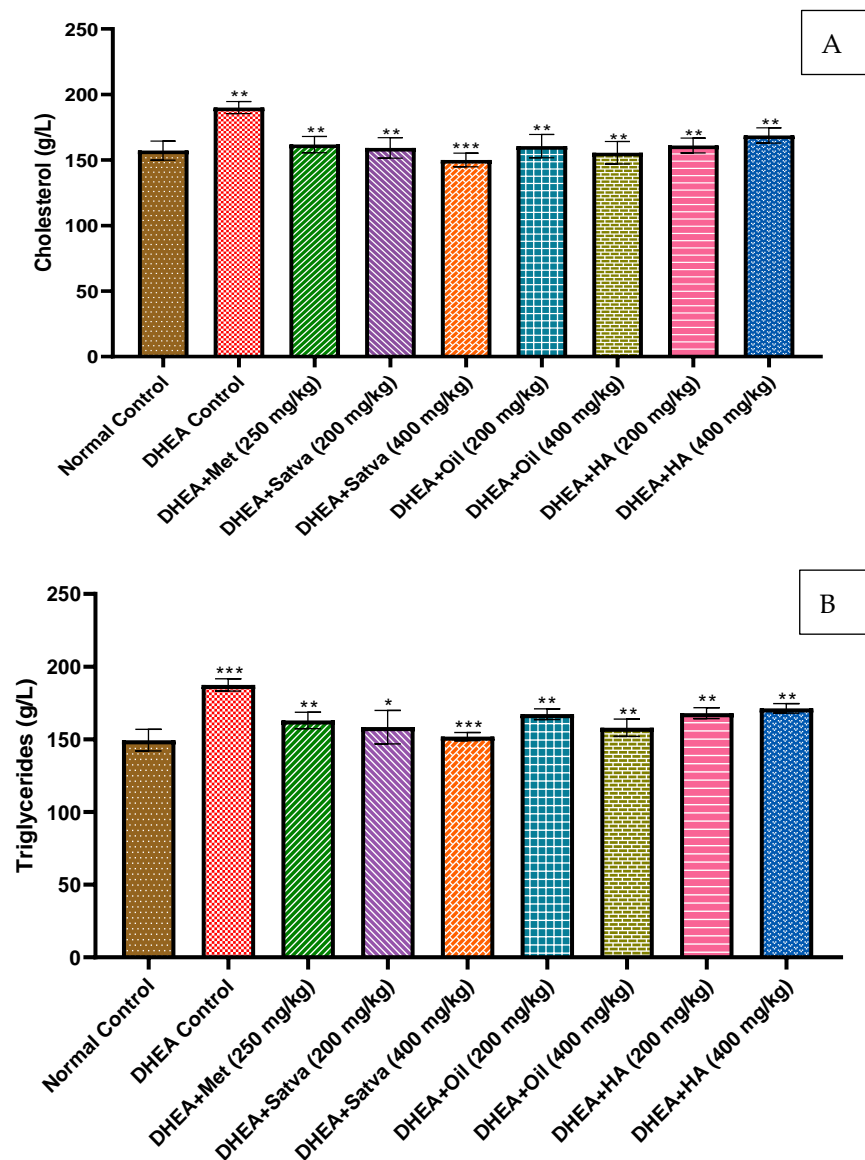 A
250
200
150
100
50
0
Cholesterol (g/L)
**
**
**
***
**
**
**
**
Normal Control
DHEA Control
DHEA+Met (250 mg/kg)
DHEA+Satva (200 mg/kg)
DHEA+Satva (400 mg/kg)
DHEA+Oil (200 mg/kg)
DHEA+Oil (400 mg/kg)
DHEA+HA (200 mg/kg)
DHEA+HA (400 mg/kg)
B
250
200
150
100
50
0
Triglycerides (g/L)
***
**
*
***
**
**
**
**
Normal Control
DHEA Control
DHEA+Met (250 mg/kg)
DHEA+Satva (200 mg/kg)
DHEA+Satva (400 mg/kg)
DHEA+Oil (200 mg/kg)
DHEA+Oil (400 mg/kg)
DHEA+HA (200 mg/kg)
DHEA+HA (400 mg/kg)